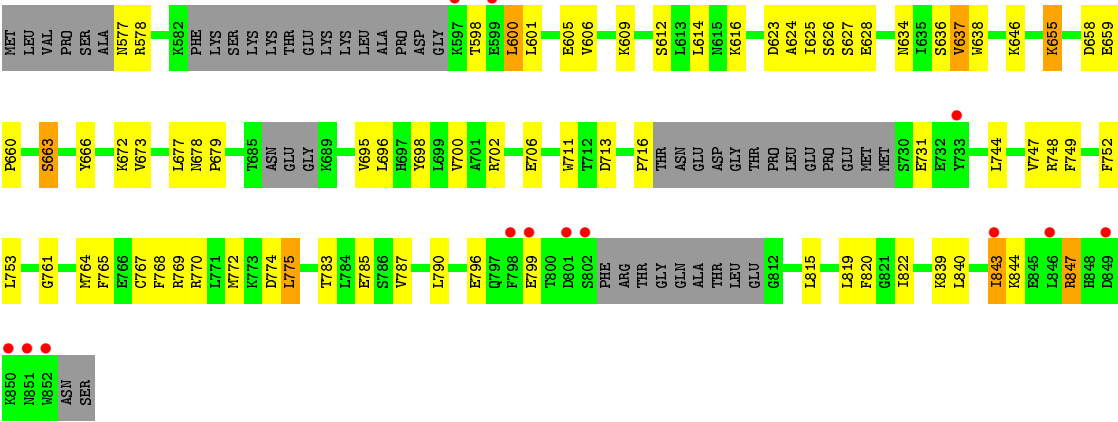 MET LEU VAL PRO SER ALA N577 R578 K582 PHE LYS SER LYS LYS THR GLU LYS LYS LEU ALA PRO ASP GLY K597 T598 E599 L600 L601 E605 V606 K609 S612 L613 L614 N615 K616 D623 A624 I625 S626 S627 E628 N634 I635 S636 V637 W638 K646 K655 D658 E659
P660 S663 Y666 K672 V673 L677 N678 P679 T685 ASN GLU GLY K689 V695 L696 H697 Y698 L699 V700 A701 R702 E706 W711 T712 D713 P716 THR ASN GLU ASP GLY THR PRO LEU GLU PRO GLU MET MET S730 E731 E732 Y733 L744 V747 R748 F749 F752
L753 G761 M764 F765 E766 C767 F768 R769 R770 L771 M772 K773 D774 L775 T783 L784 E785 S786 V787 L790 E796 Q797 F798 E799 T800 D801 S802 PHE ARG THR GLY GLN ALA THR LEU GLU G812 L815 L819 F820 G821 I822 K839 L840 I843 K844 E845 L846 R847 H848 D849
K850 N851 W852 ASN SER